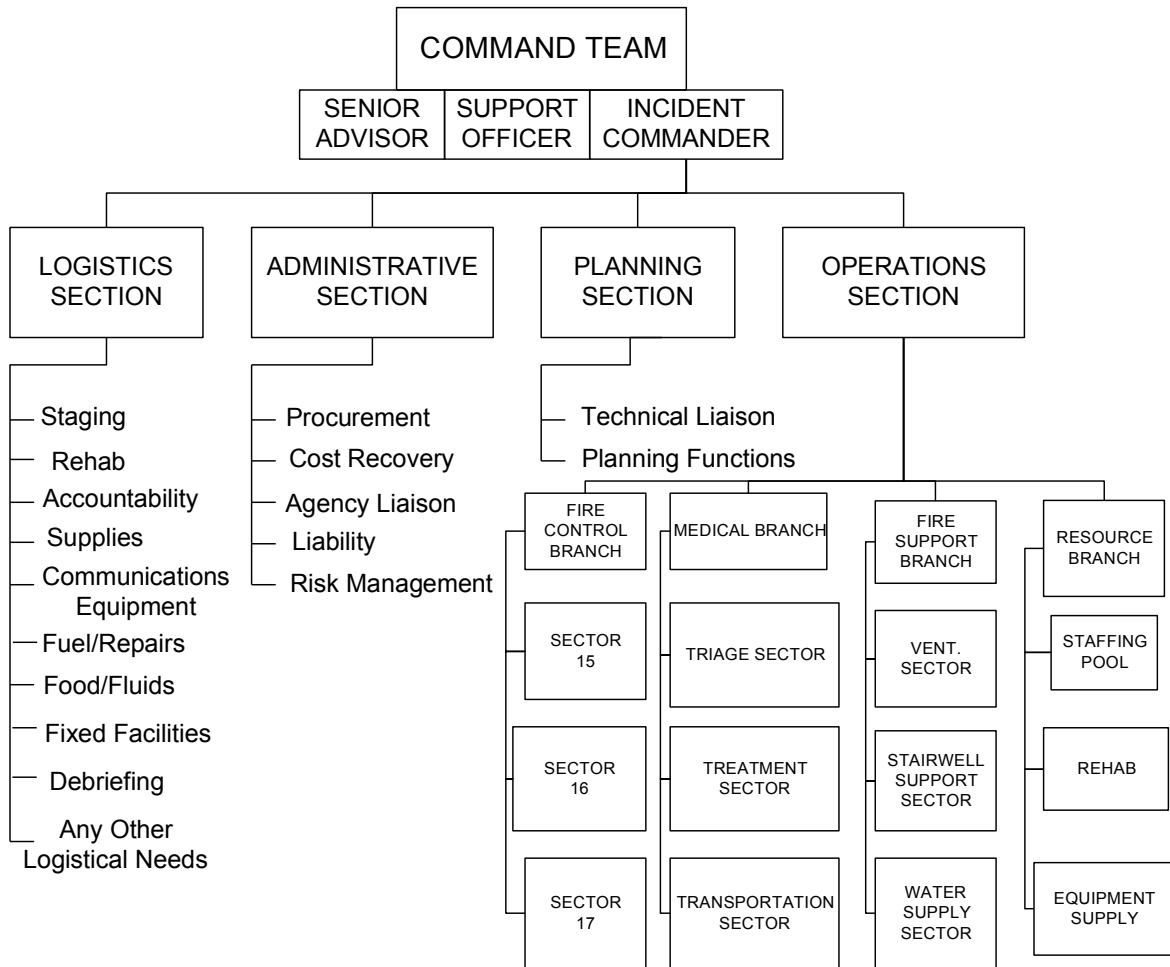 COMMAND TEAM
SENIOR
ADVISOR
SUPPORT
OFFICER
INCIDENT
COMMANDER
LOGISTICS
SECTION
ADMINISTRATIVE
SECTION
PLANNING
SECTION
OPERATIONS
SECTION
Staging
Rehab
Accountability
Supplies
Communications
Equipment
Fuel/Repairs
Food/Fluids
Fixed Facilities
Debriefing
Any Other
Logistical Needs
Procurement
Cost Recovery
Agency Liaison
Liability
Risk Management
Technical Liaison
Planning Functions
FIRE
CONTROL
BRANCH
SECTOR
15
SECTOR
16
SECTOR
17
MEDICAL BRANCH
TRIAGE SECTOR
TREATMENT
SECTOR
TRANSPORTATION
SECTOR
FIRE
SUPPORT
BRANCH
VENT.
SECTOR
STAIRWELL
SUPPORT
SECTOR
WATER
SUPPLY
SECTOR
RESOURCE
BRANCH
STAFFING
POOL
REHAB
EQUIPMENT
SUPPLY